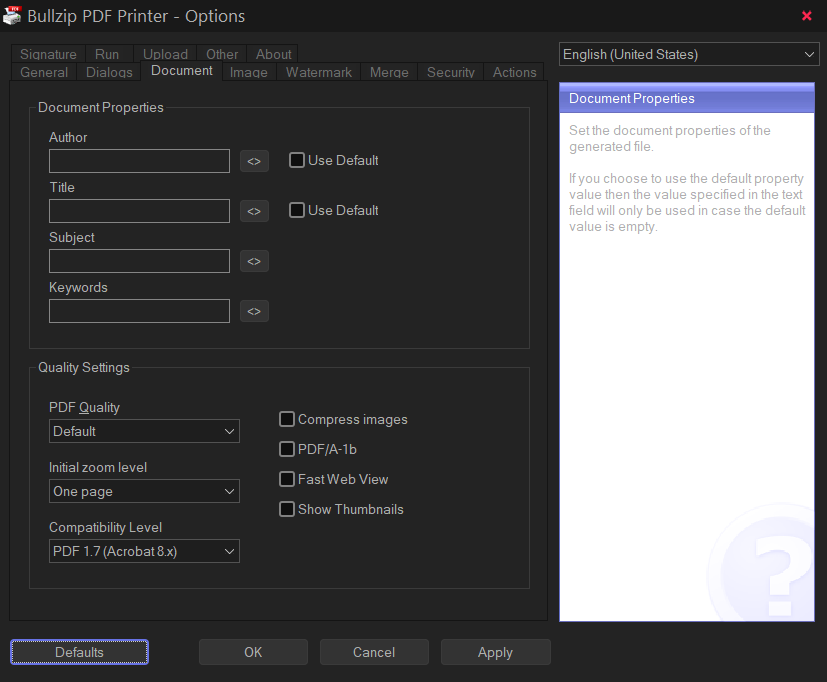 Bullzip PDF Printer - Options
English (United States)
Signature Run Upload Other About
General Dialogs Document Image Watermark Merge Security Actions
Document Properties
Author
<> Use Default
Title
<> Use Default
Subject
<>
Keywords
<>
Quality Settings
PDF Quality
Default
Initial zoom level
One page
Compatibility Level
PDF 1.7 (Acrobat 8.x)
Compress images
PDF/A-1b
Fast Web View
Show Thumbnails
Document Properties
Set the document properties of the
generated file.
If you choose to use the default property
value then the value specified in the text
field will only be used in case the default
value is empty.
?
Defaults OK Cancel Apply